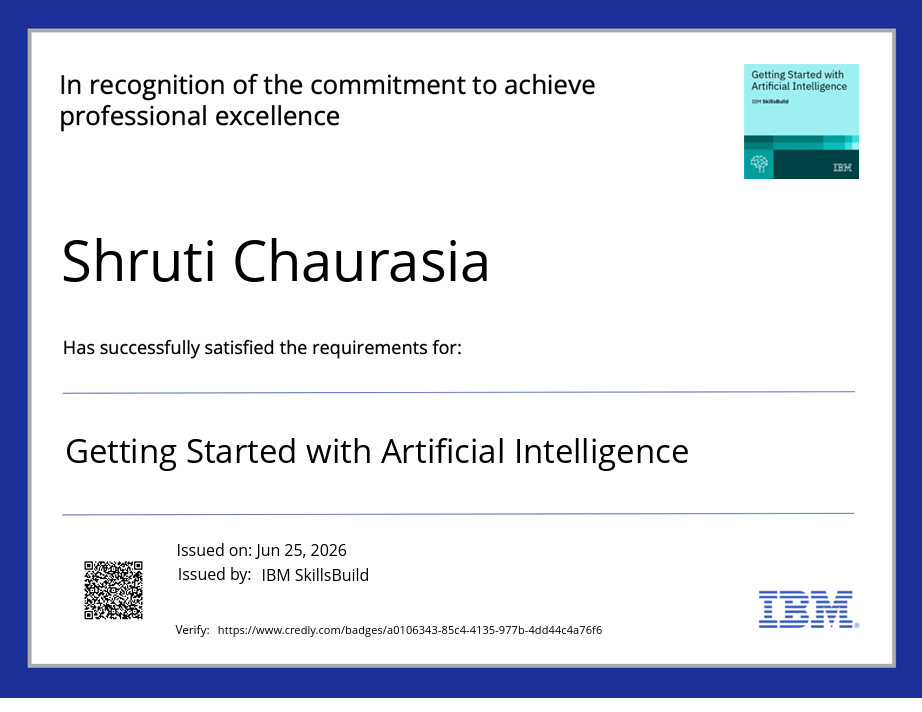 In recognition of the commitment to achieve
professional excellence
Getting Started with
Artificial Intelligence
IBM SkillsBuild
IBM
Shruti Chaurasia
Has successfully satisfied the requirements for:
Getting Started with Artificial Intelligence
Issued on: Jun 25, 2026
Issued by: IBM SkillsBuild
Verify: https://www.credly.com/badges/a0106343-85c4-4135-977b-4dd44c4a76f6
IBM®